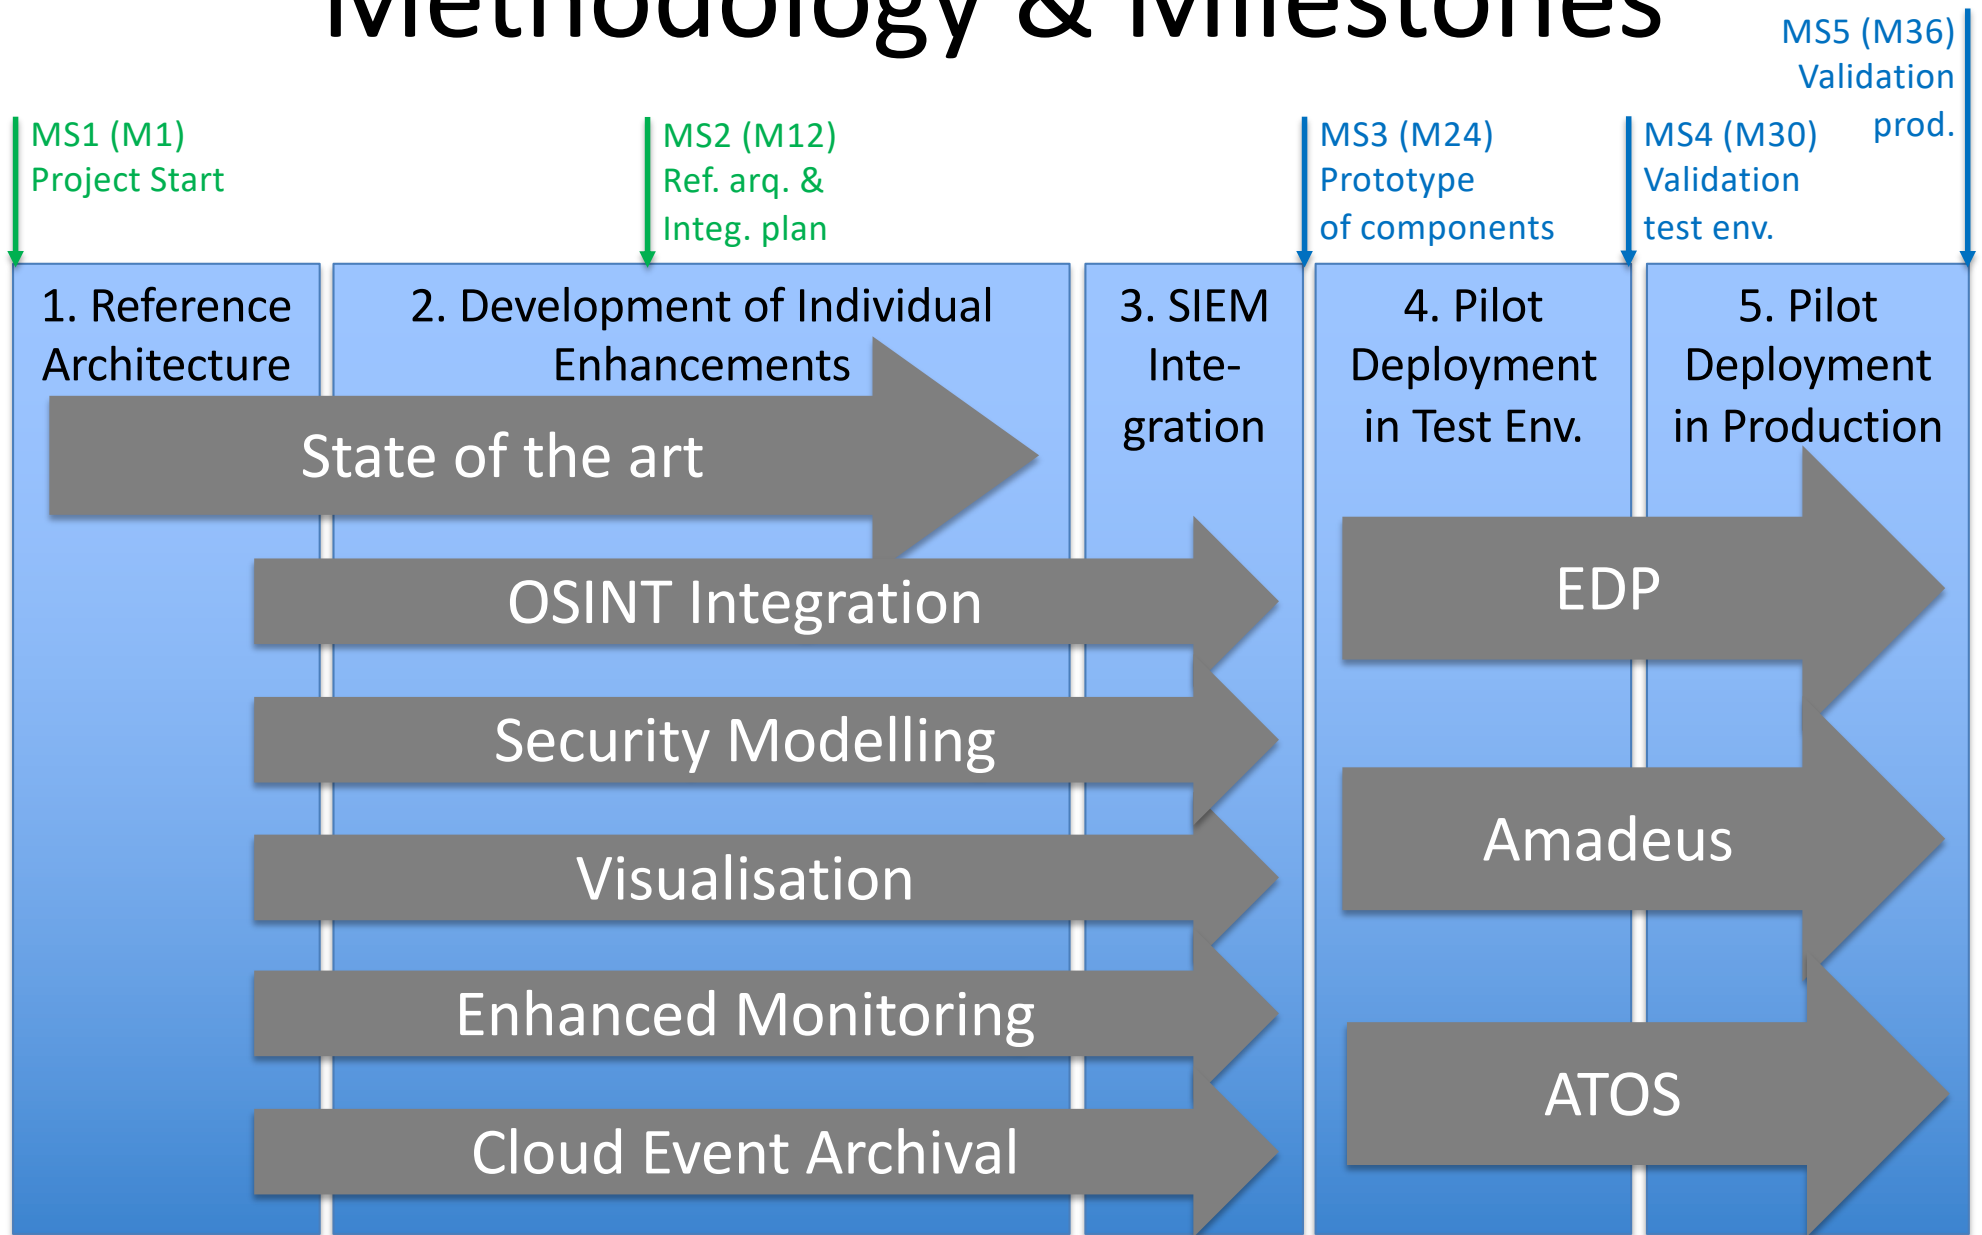 Methodology & Milestones
MS5 (M36)
Validation
prod.
MS1 (M1)
Project Start
MS2 (M12)
Ref. arq. &
Integ. plan
MS3 (M24)
Prototype
of components
MS4 (M30)
Validation
test env.
1. Reference
Architecture
2. Development of Individual
Enhancements
3. SIEM
Inte-
gration
4. Pilot
Deployment
in Test Env.
5. Pilot
Deployment
in Production
State of the art
OSINT Integration
Security Modelling
Visualisation
Enhanced Monitoring
Cloud Event Archival
EDP
Amadeus
ATOS